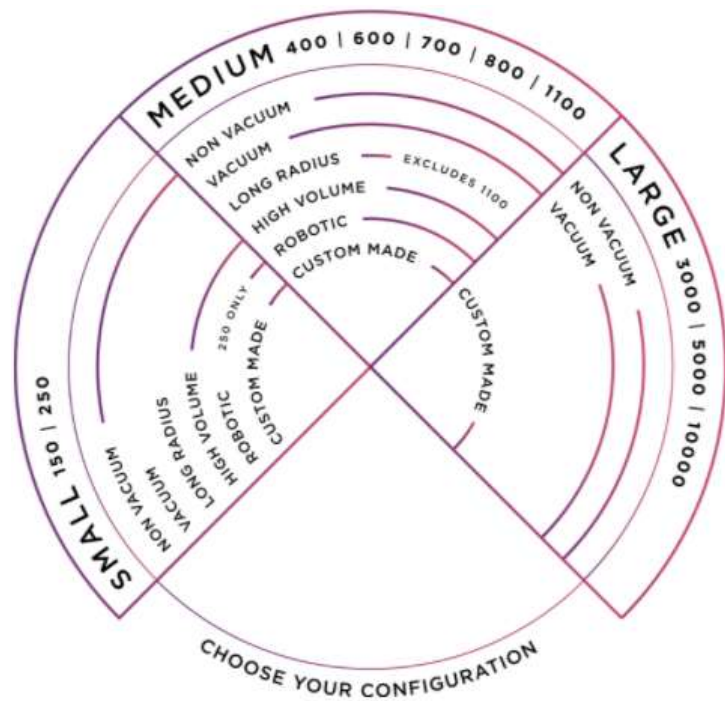 MEDIUM 400 | 600 | 700 | 800 | 1100
NON VACUUM
VACUUM
LONG RADIUS EXCLUDES 1100
HIGH VOLUME
ROBOTIC
CUSTOM MADE
LARGE 3000 | 5000 | 10000
NON VACUUM
VACUUM
CUSTOM MADE
SMALL 150 | 250
NON VACUUM
VACUUM
LONG RADIUS
HIGH VOLUME
ROBOTIC 250 ONLY
CUSTOM MADE
CHOOSE YOUR CONFIGURATION